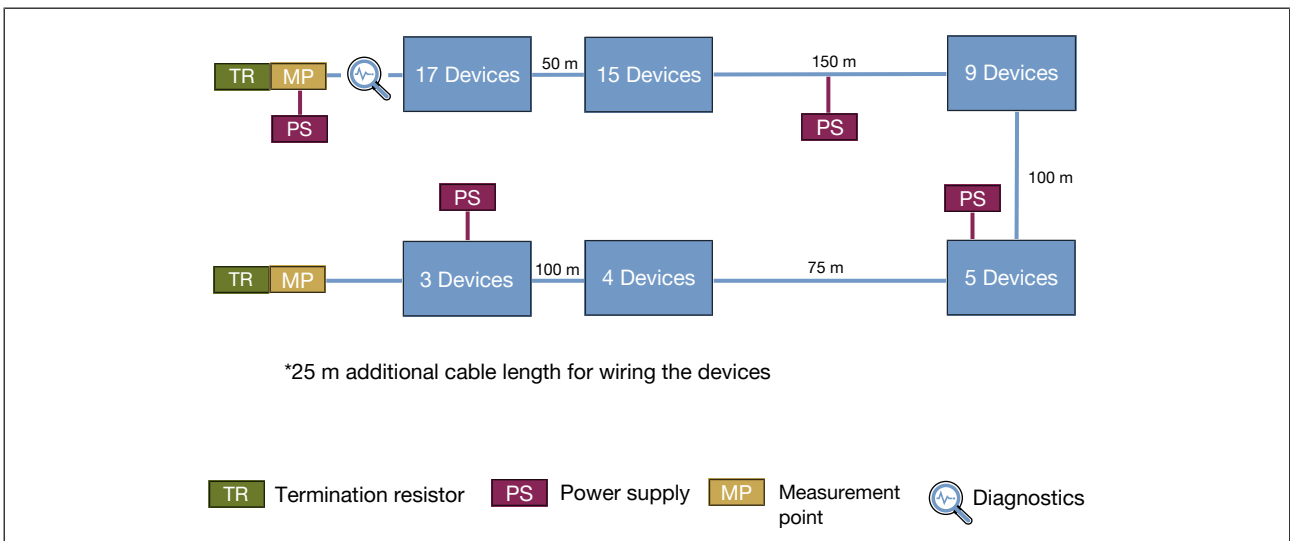 TR MP
17 Devices
50 m
15 Devices
150 m
9 Devices
PS
PS
100 m
PS
PS
TR MP
3 Devices
100 m
4 Devices
75 m
5 Devices
*25 m additional cable length for wiring the devices
TR Termination resistor
PS Power supply
MP Measurement
point
Diagnostics